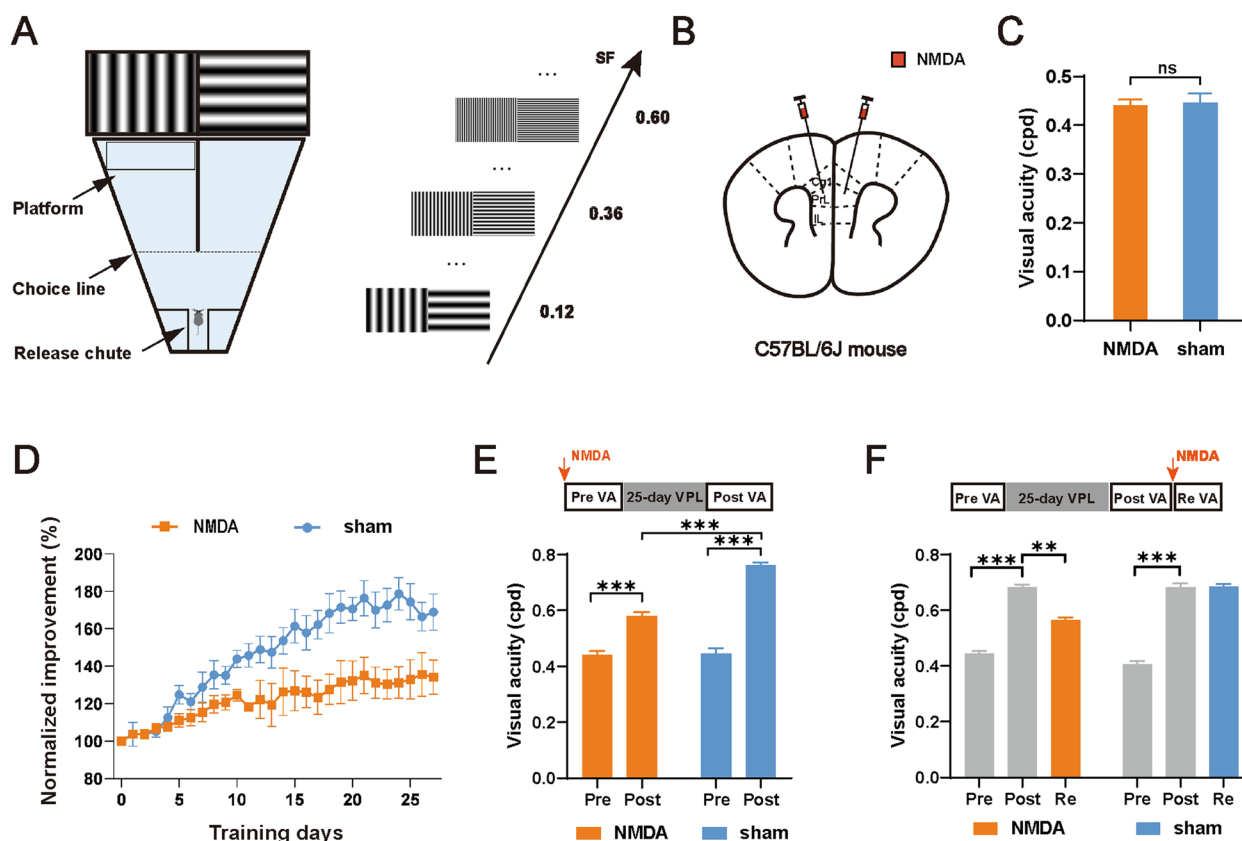 A
SF
...
0.60
...
0.36
...
0.12
Platform
Choice line
Release chute
B
NMDA
Cg1
PrL
IL
C57BL/6J mouse
C
ns
Visual acuity (cpd)
0.5
0.4
0.3
0.2
0.1
0.0
NMDA sham
D
NMDA sham
Normalized improvement (%)
200
180
160
140
120
100
80
0 5 10 15 20 25
Training days
E
NMDA
Pre VA 25-day VPL Post VA
***
***
***
Visual acuity (cpd)
0.8
0.6
0.4
0.2
0.0
Pre Post Pre Post
NMDA sham
F
NMDA
Pre VA 25-day VPL Post VA Re VA
*** ** ***
Visual acuity (cpd)
0.8
0.6
0.4
0.2
0.0
Pre Post Re Pre Post Re
NMDA sham